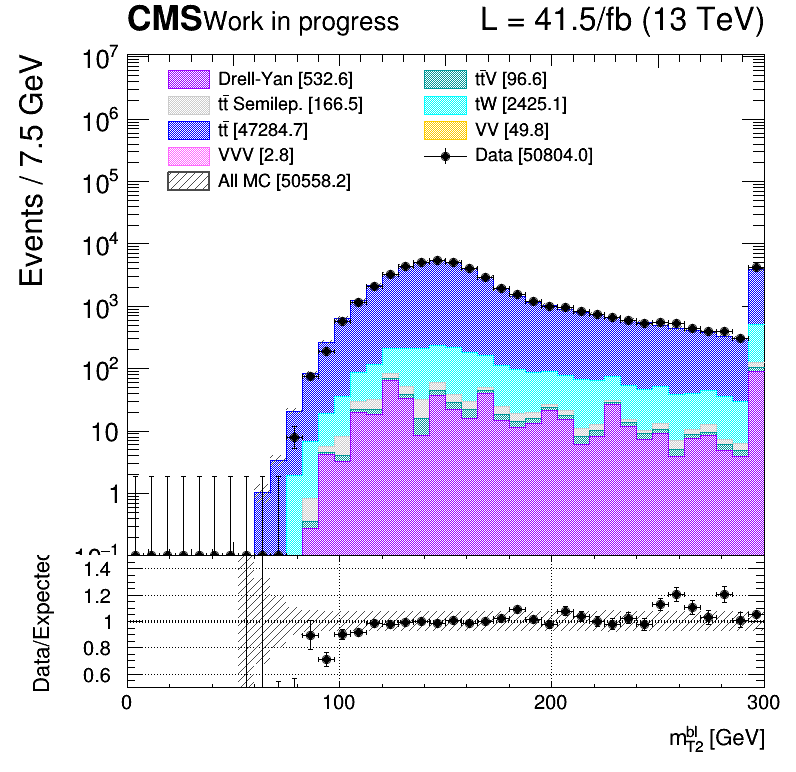 CMS Work in progress L = 41.5/fb (13 TeV)
Events / 7.5 GeV
10⁷
10⁶
10⁵
10⁴
10³
10²
10
1
10⁻¹
Drell-Yan [532.6]
tt̄ Semilep. [166.5]
tt̄ [47284.7]
VVV [2.8]
All MC [50558.2]
tt̄V [96.6]
tW [2425.1]
VV [49.8]
Data [50804.0]
Data/Expected
1.4
1.2
1
0.8
0.6
0 100 200 300
m_{T2}^{bl} [GeV]